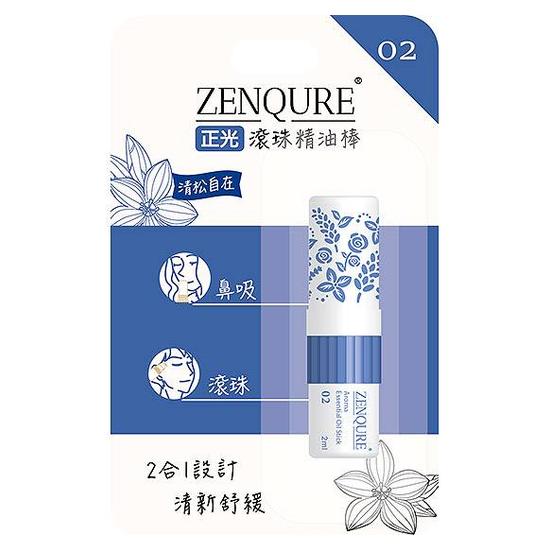 02
ZENQURE®
正光 滾珠精油棒
清松自在
鼻吸
滾珠
2合1設計
清新舒緩
ZENQURE®
Aroma
Essential Oil Stick
02
2ml